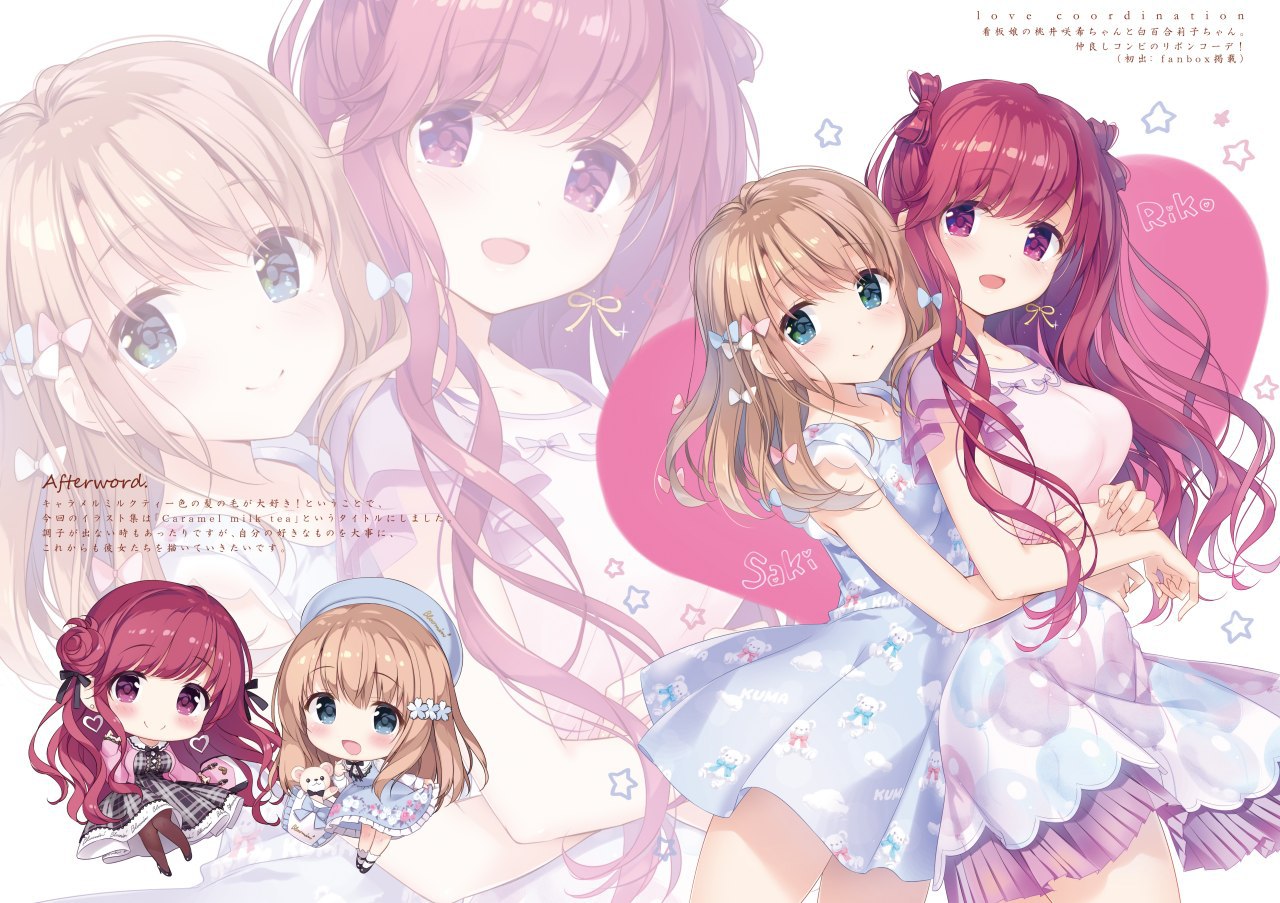 love coordination
看板娘の桃井咲希ちゃんと白百合莉子ちゃん。
仲良しコンビのリボンコーデ！
（初出：fanbox掲載）
Riko
Saki
Afterword.
キャラメルミルクティー色の髪の毛が大好き！ということで、
今回のイラスト集は「Caramel milk tea」というタイトルにしました。
調子が出ない時もあったりですが、自分の好きなものを大事に、
これからも彼女たちを描いていきたいです。
KUMA
KUMA
KUM
KUMA